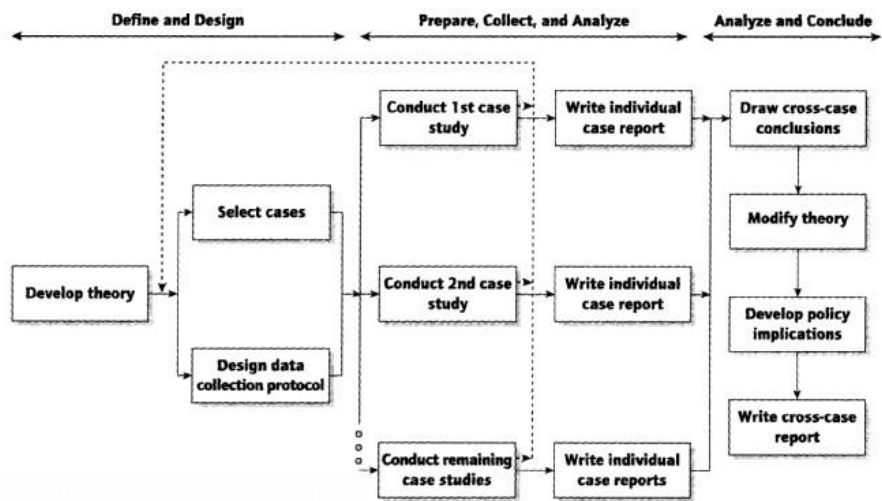 Define and Design
Prepare, Collect, and Analyze
Analyze and Conclude
Conduct 1st case
study
Write individual
case report
Draw cross-case
conclusions
Select cases
Modify theory
Develop theory
Conduct 2nd case
study
Write individual
case report
Develop policy
implications
Design data
collection protocol
Write cross-case
report
Conduct remaining
case studies
Write individual
case reports